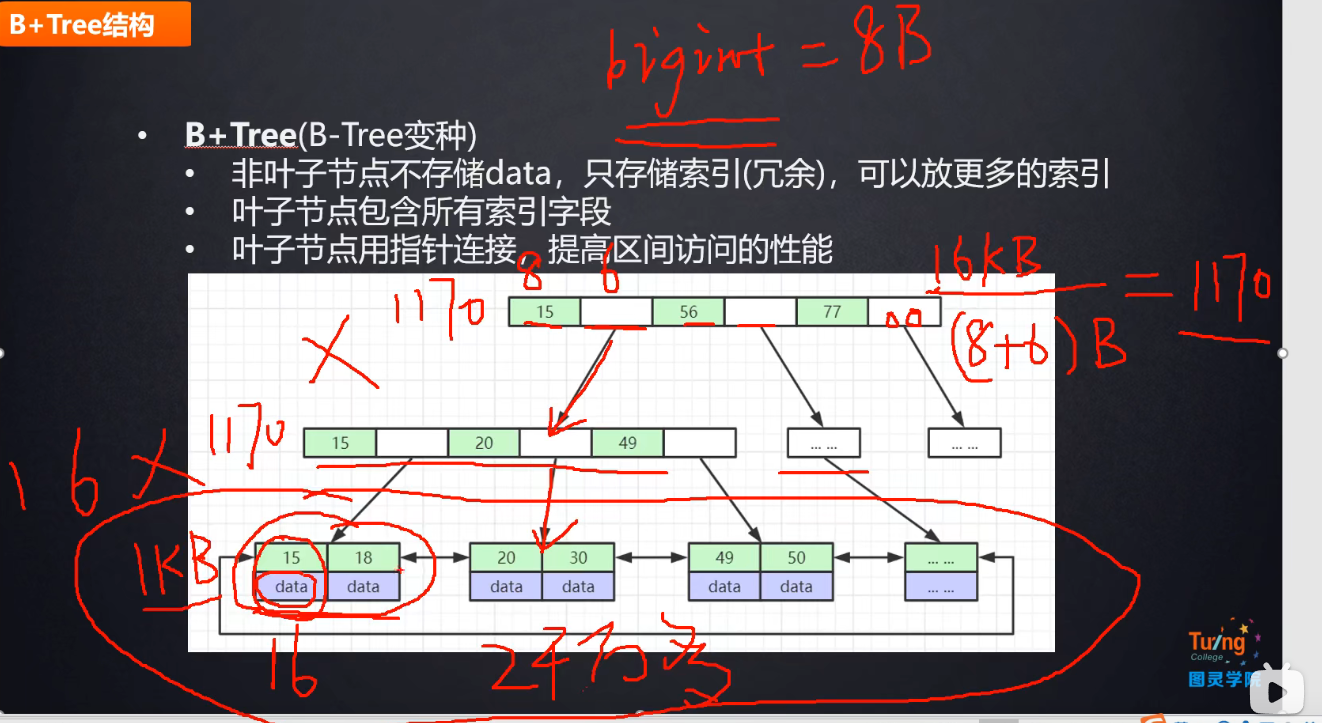 B+Tree结构
bigint = 8B
• B+Tree(B-Tree变种)
• 非叶子节点不存储data，只存储索引(冗余)，可以放更多的索引
• 叶子节点包含所有索引字段
• 叶子节点用指针连接，提高区间访问的性能
8 6
16KB
1170 15 56 77
(8+6)B = 1170
×
1170 15 20 49 ... ... ... ...
16 ×
1KB 15 18 20 30 49 50 ... ...
data data data data data data ... ...
16
Tuling
College
图灵学院